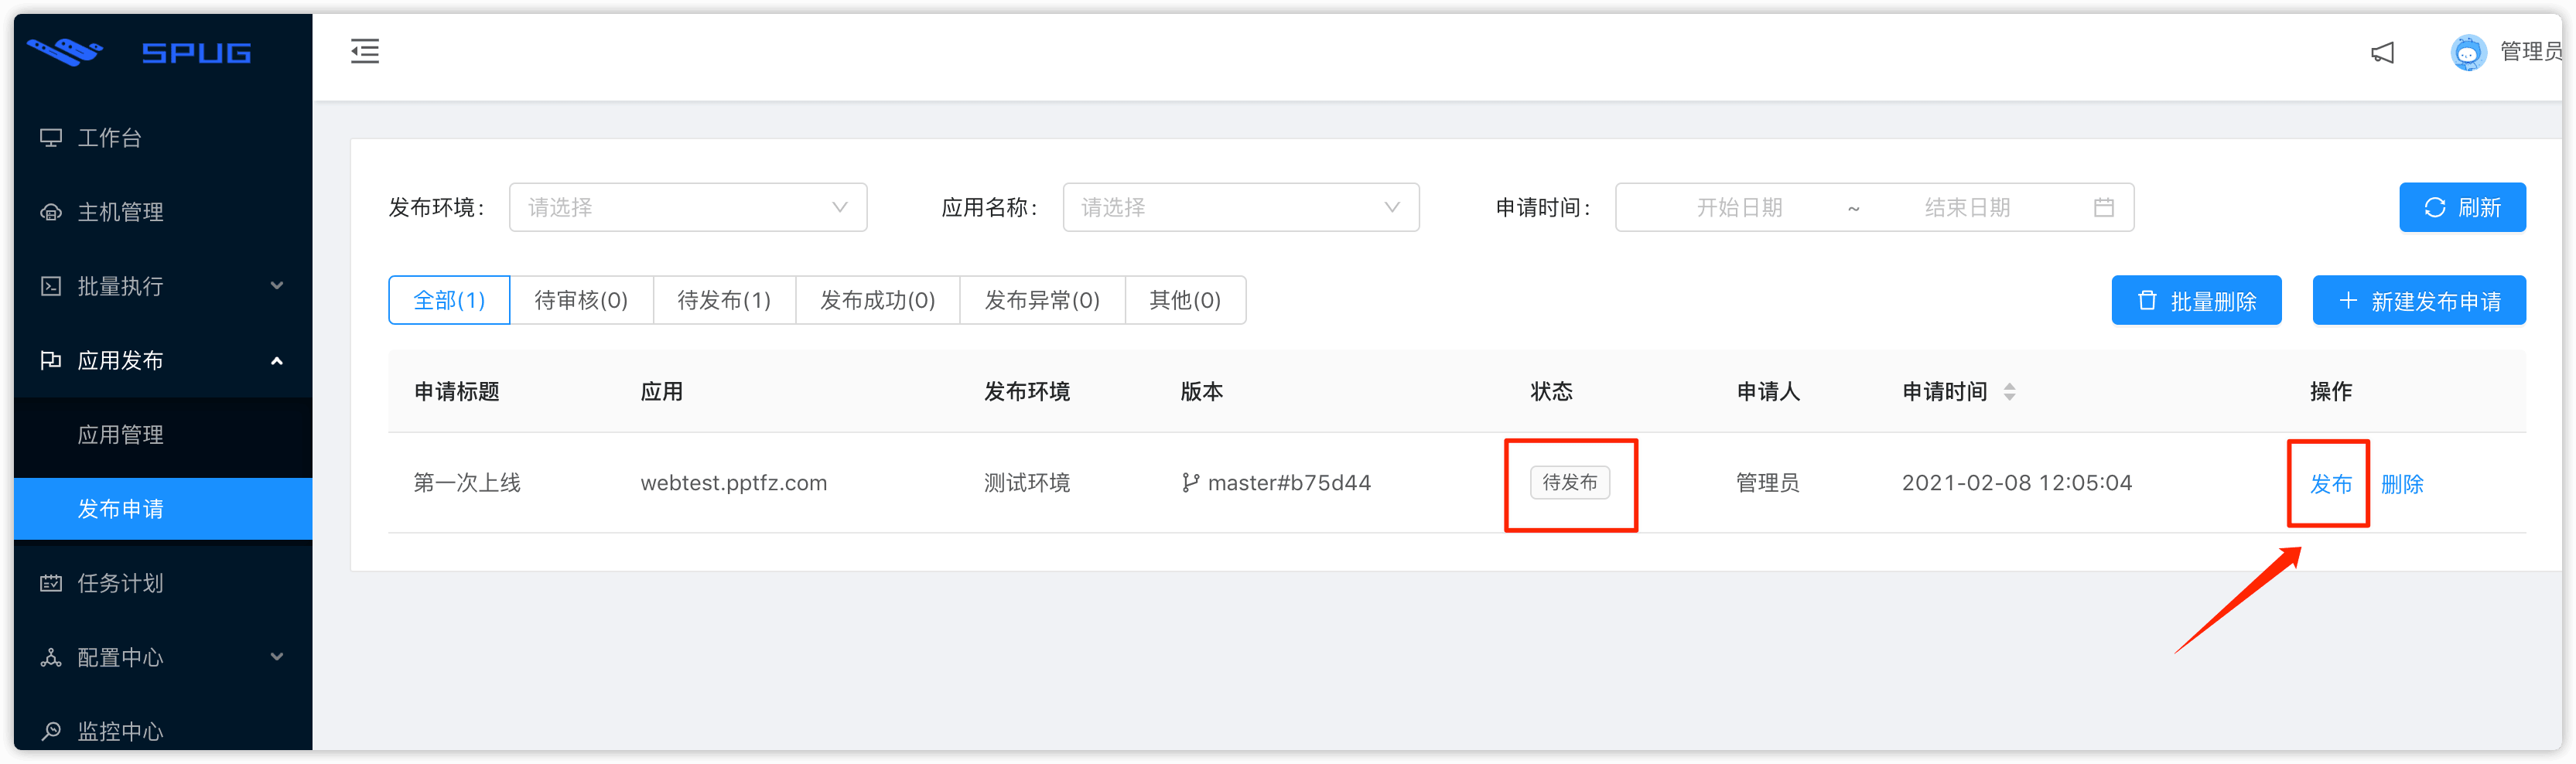 SPUG
管理员
工作台
主机管理
批量执行
应用发布
应用管理
发布申请
任务计划
配置中心
监控中心
发布环境： 请选择 应用名称： 请选择 申请时间： 开始日期 ~ 结束日期 刷新
全部(1) 待审核(0) 待发布(1) 发布成功(0) 发布异常(0) 其他(0) 批量删除 新建发布申请
申请标题 应用 发布环境 版本 状态 申请人 申请时间 操作
第一次上线 webtest.pptfz.com 测试环境 master#b75d44 待发布 管理员 2021-02-08 12:05:04 发布 删除